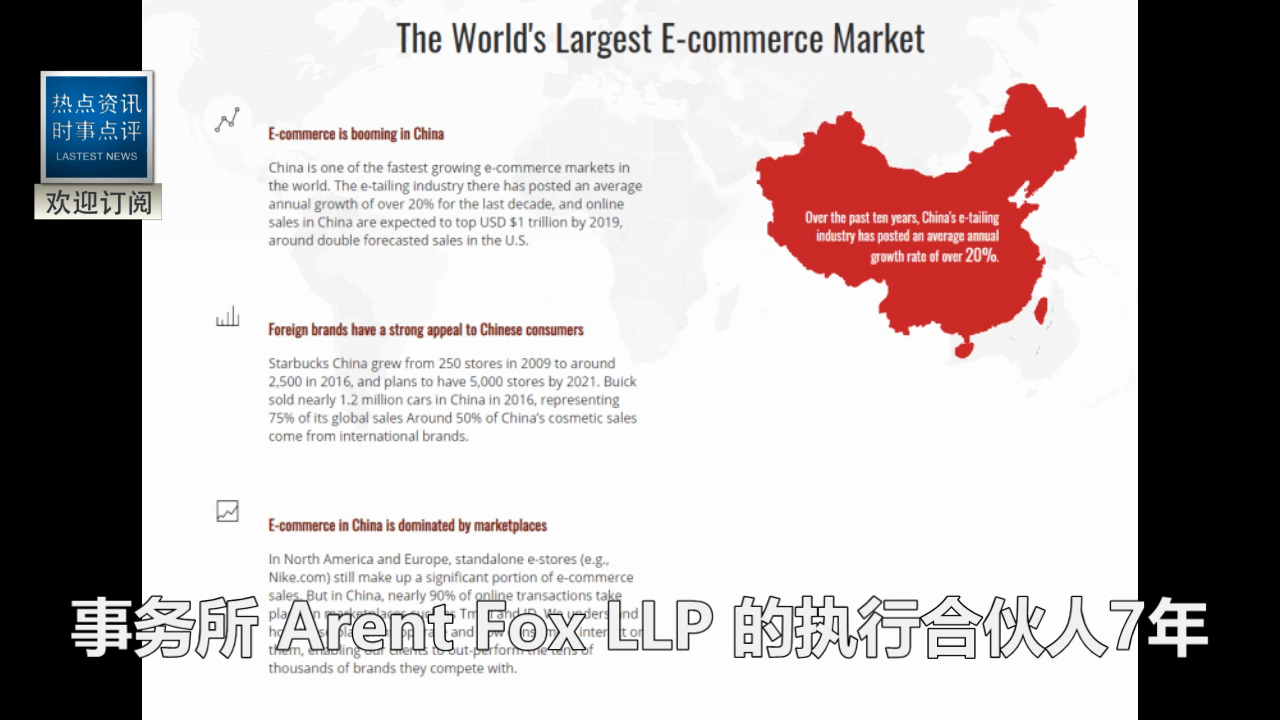 The World's Largest E-commerce Market
热点资讯
时事点评
LASTEST NEWS
欢迎订阅
E-commerce is booming in China
China is one of the fastest growing e-commerce markets in
the world. The e-tailing industry there has posted an average
annual growth of over 20% for the last decade, and online
sales in China are expected to top USD $1 trillion by 2019,
around double forecasted sales in the U.S.
Over the past ten years, China's e-tailing
industry has posted an average annual
growth rate of over 20%.
Foreign brands have a strong appeal to Chinese consumers
Starbucks China grew from 250 stores in 2009 to around
2,500 in 2016, and plans to have 5,000 stores by 2021. Buick
sold nearly 1.2 million cars in China in 2016, representing
75% of its global sales Around 50% of China's cosmetic sales
come from international brands.
E-commerce in China is dominated by marketplaces
In North America and Europe, standalone e-stores (e.g.,
Nike.com) still make up a significant portion of e-commerce
sales. But in China, nearly 90% of online transactions take
them, enabling our clients to out-perform the tens of
thousands of brands they compete with.
事务所 Arent Fox LLP 的执行合伙人7年